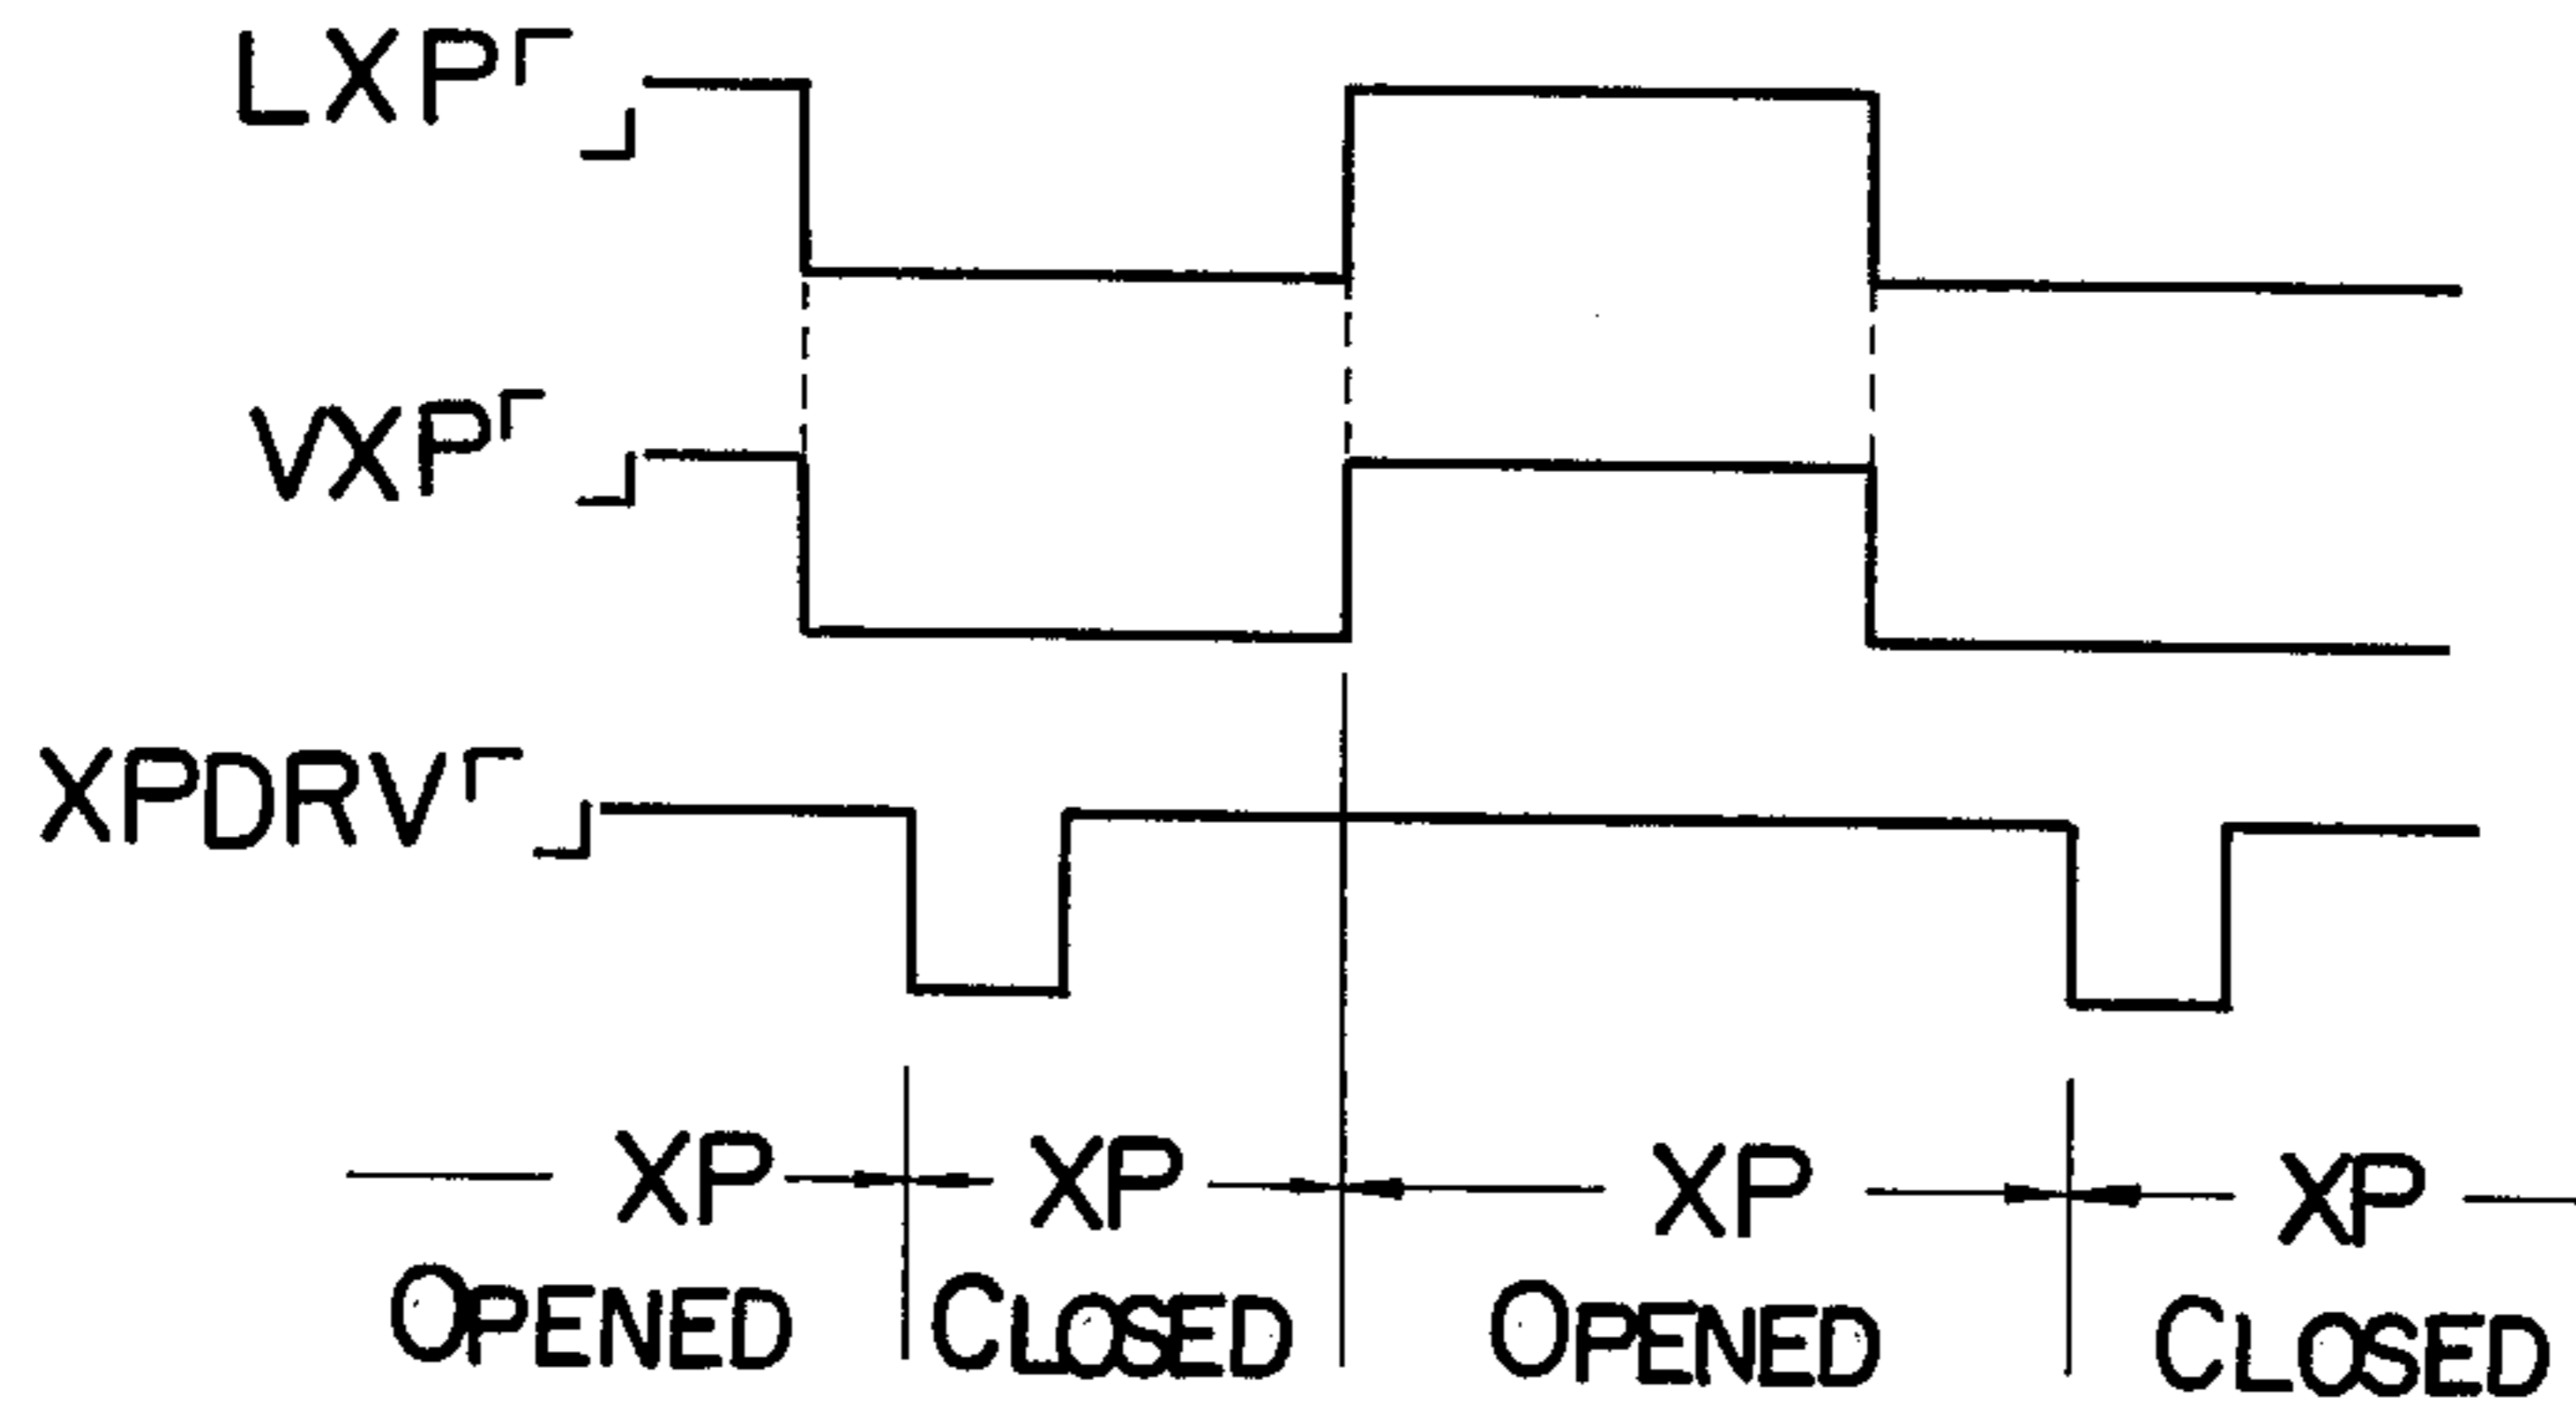 LXP
VXP
XPDRV
XP XP XP XP
OPENED CLOSED OPENED CLOSED